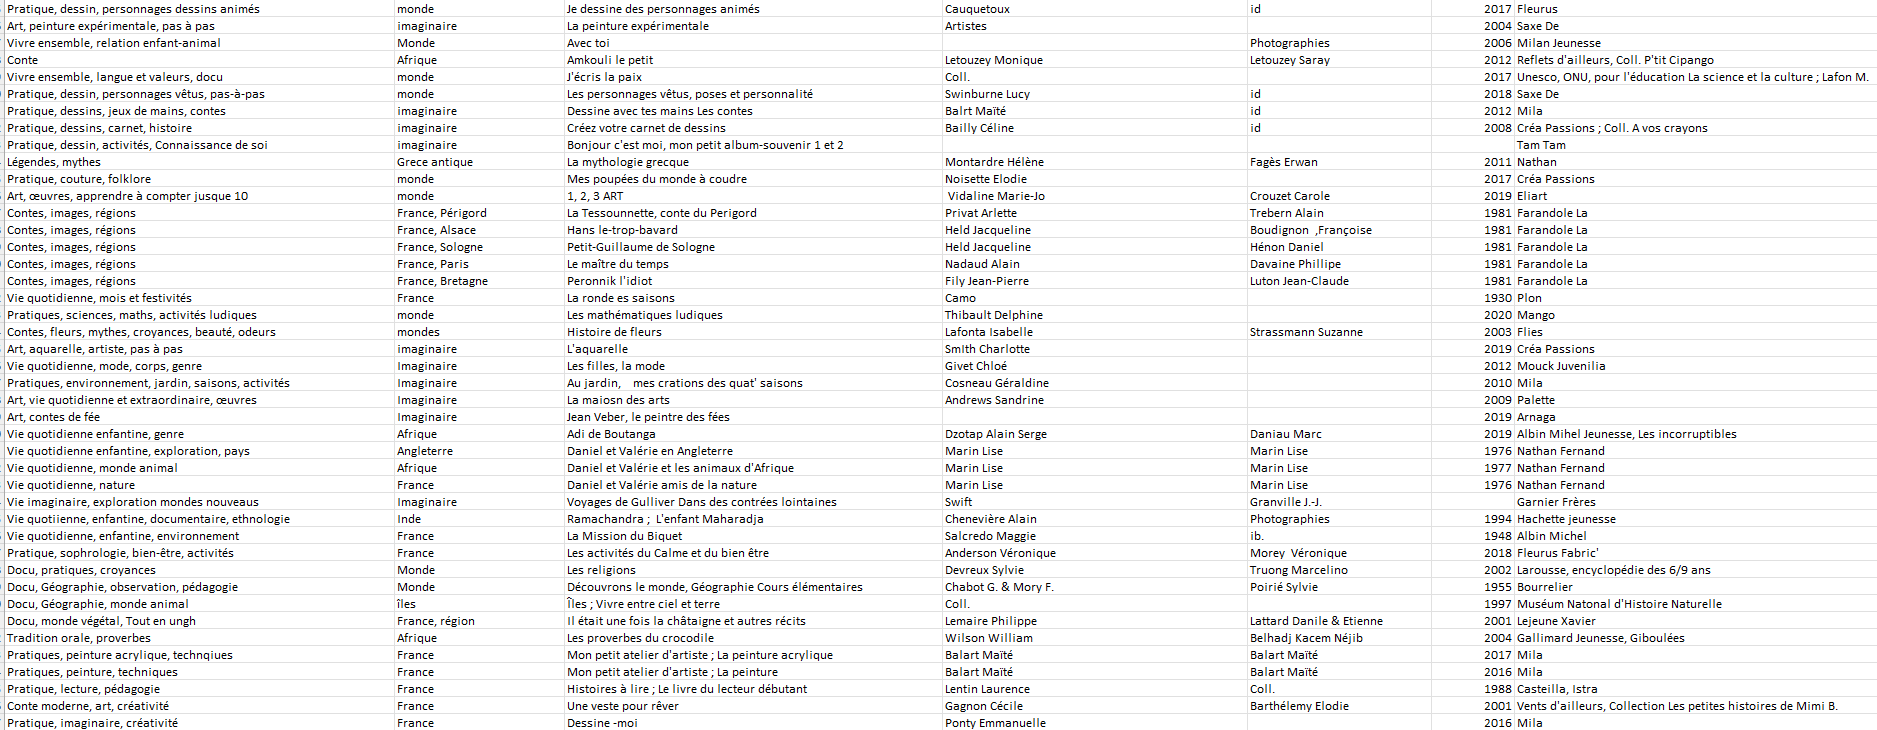 Pratique, dessin, personnages dessins animés monde Je dessine des personnages animés Cauquetoux id 2017 Fleurus
Art, peinture expérimentale, pas à pas imaginaire La peinture expérimentale Artistes 2004 Saxe De
Vivre ensemble, relation enfant-animal Monde Avec toi Photographies 2006 Milan Jeunesse
Conte Afrique Amkouli le petit Letouzey Monique Letouzey Saray 2012 Reflets d'ailleurs, Coll. P'tit Cipango
Vivre ensemble, langue et valeurs, docu monde J'écris la paix Coll. 2017 Unesco, ONU, pour l'éducation La science et la culture ; Lafon M.
Pratique, dessin, personnages vêtus, pas-à-pas monde Les personnages vêtus, poses et personnalité Swinburne Lucy id 2018 Saxe De
Pratique, dessins, jeux de mains, contes imaginaire Dessine avec tes mains Les contes Balrt Maïté id 2012 Mila
Pratique, dessins, carnet, histoire imaginaire Créez votre carnet de dessins Bailly Céline id 2008 Créa Passions ; Coll. A vos crayons
Pratique, dessin, activités, Connaissance de soi imaginaire Bonjour c'est moi, mon petit album-souvenir 1 et 2 Tam Tam
Légendes, mythes Grece antique La mythologie grecque Montardre Hélène Fagès Erwan 2011 Nathan
Pratique, couture, folklore monde Mes poupées du monde à coudre Noisette Elodie 2017 Créa Passions
Art, œuvres, apprendre à compter jusque 10 monde 1, 2, 3 ART Vidaline Marie-Jo Crouzet Carole 2019 Eliart
Contes, images, régions France, Périgord La Tessounnette, conte du Perigord Privat Arlette Trebern Alain 1981 Farandole La
Contes, images, régions France, Alsace Hans le-trop-bavard Held Jacqueline Boudignon ,Françoise 1981 Farandole La
Contes, images, régions France, Sologne Petit-Guillaume de Sologne Held Jacqueline Hénon Daniel 1981 Farandole La
Contes, images, régions France, Paris Le maître du temps Nadaud Alain Davaine Phillipe 1981 Farandole La
Contes, images, régions France, Bretagne Peronnik l'idiot Fily Jean-Pierre Luton Jean-Claude 1981 Farandole La
Vie quotidienne, mois et festivités France La ronde es saisons Camo 1930 Plon
Pratiques, sciences, maths, activités ludiques monde Les mathématiques ludiques Thibault Delphine 2020 Mango
Contes, fleurs, mythes, croyances, beauté, odeurs mondes Histoire de fleurs Lafonta Isabelle Strassmann Suzanne 2003 Flies
Art, aquarelle, artiste, pas à pas imaginaire L'aquarelle SmIth Charlotte 2019 Créa Passions
Vie quotidienne, mode, corps, genre Imaginaire Les filles, la mode Givet Chloé 2012 Mouck Juvenilia
Pratiques, environnement, jardin, saisons, activités Imaginaire Au jardin, mes crations des quat' saisons Cosneau Géraldine 2010 Mila
Art, vie quotidienne et extraordinaire, œuvres Imaginaire La maiosn des arts Andrews Sandrine 2009 Palette
Art, contes de fée Imaginaire Jean Veber, le peintre des fées 2019 Arnaga
Vie quotidienne enfantine, genre Afrique Adi de Boutanga Dzotap Alain Serge Daniau Marc 2019 Albin Mihel Jeunesse, Les incorruptibles
Vie quotidienne enfantine, exploration, pays Angleterre Daniel et Valérie en Angleterre Marin Lise Marin Lise 1976 Nathan Fernand
Vie quotidienne, monde animal Afrique Daniel et Valérie et les animaux d'Afrique Marin Lise Marin Lise 1977 Nathan Fernand
Vie quotidienne, nature France Daniel et Valérie amis de la nature Marin Lise Marin Lise 1976 Nathan Fernand
Vie imaginaire, exploration mondes nouveaus Imaginaire Voyages de Gulliver Dans des contrées lointaines Swift Granville J.-J. Garnier Frères
Vie quotiienne, enfantine, documentaire, ethnologie Inde Ramachandra ; L'enfant Maharadja Chenevière Alain Photographies 1994 Hachette jeunesse
Vie quotidienne, enfantine, environnement France La Mission du Biquet Salcredo Maggie ib. 1948 Albin Michel
Pratique, sophrologie, bien-être, activités France Les activités du Calme et du bien être Anderson Véronique Morey Véronique 2018 Fleurus Fabric'
Docu, pratiques, croyances Monde Les religions Devreux Sylvie Truong Marcelino 2002 Larousse, encyclopédie des 6/9 ans
Docu, Géographie, observation, pédagogie Monde Découvrons le monde, Géographie Cours élémentaires Chabot G. & Mory F. Poirié Sylvie 1955 Bourrelier
Docu, Géographie, monde animal îles Îles ; Vivre entre ciel et terre Coll. 1997 Muséum Natonal d'Histoire Naturelle
Docu, monde végétal, Tout en ungh France, région Il était une fois la châtaigne et autres récits Lemaire Philippe Lattard Danile & Etienne 2001 Lejeune Xavier
Tradition orale, proverbes Afrique Les proverbes du crocodile Wilson William Belhadj Kacem Néjib 2004 Gallimard Jeunesse, Giboulées
Pratiques, peinture acrylique, technqiues France Mon petit atelier d'artiste ; La peinture acrylique Balart Maïté Balart Maïté 2017 Mila
Pratiques, peinture, techniques France Mon petit atelier d'artiste ; La peinture Balart Maïté Balart Maïté 2016 Mila
Pratique, lecture, pédagogie France Histoires à lire ; Le livre du lecteur débutant Lentin Laurence Coll. 1988 Casteilla, Istra
Conte moderne, art, créativité France Une veste pour rêver Gagnon Cécile Barthélemy Elodie 2001 Vents d'ailleurs, Collection Les petites histoires de Mimi B.
Pratique, imaginaire, créativité France Dessine -moi Ponty Emmanuelle 2016 Mila